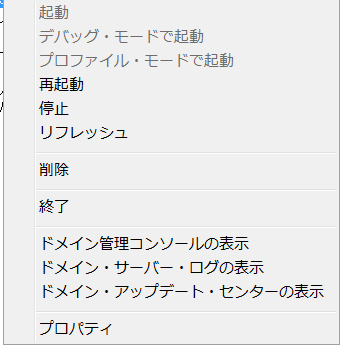 起動
デバッグ・モードで起動
プロファイル・モードで起動
再起動
停止
リフレッシュ
削除
終了
ドメイン管理コンソールの表示
ドメイン・サーバー・ログの表示
ドメイン・アップデート・センターの表示
プロパティ